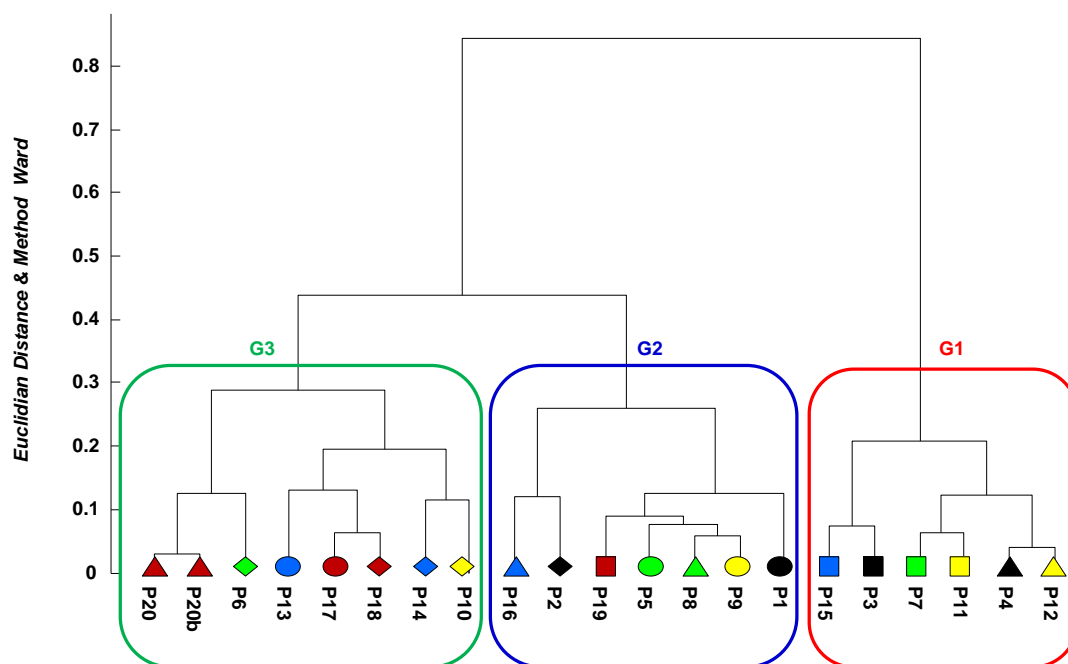 Euclidian Distance & Method Ward
0.8
0.7
0.6
0.5
0.4
0.3
0.2
0.1
0
G3
G2
G1
P20
P20b
P6
P13
P17
P18
P14
P10
P16
P2
P19
P5
P8
P9
P1
P15
P3
P7
P11
P4
P12